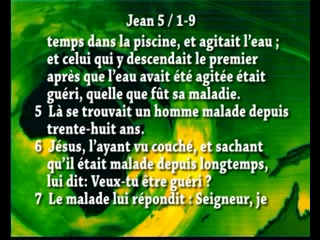 Jean 5 / 1-9
temps dans la piscine, et agitait l'eau ;
et celui qui y descendait le premier
après que l'eau avait été agitée était
guéri, quelle que fût sa maladie.
5 Là se trouvait un homme malade depuis
trente-huit ans.
6 Jésus, l'ayant vu couché, et sachant
qu'il était malade depuis longtemps,
lui dit: Veux-tu être guéri ?
7 Le malade lui répondit : Seigneur, je